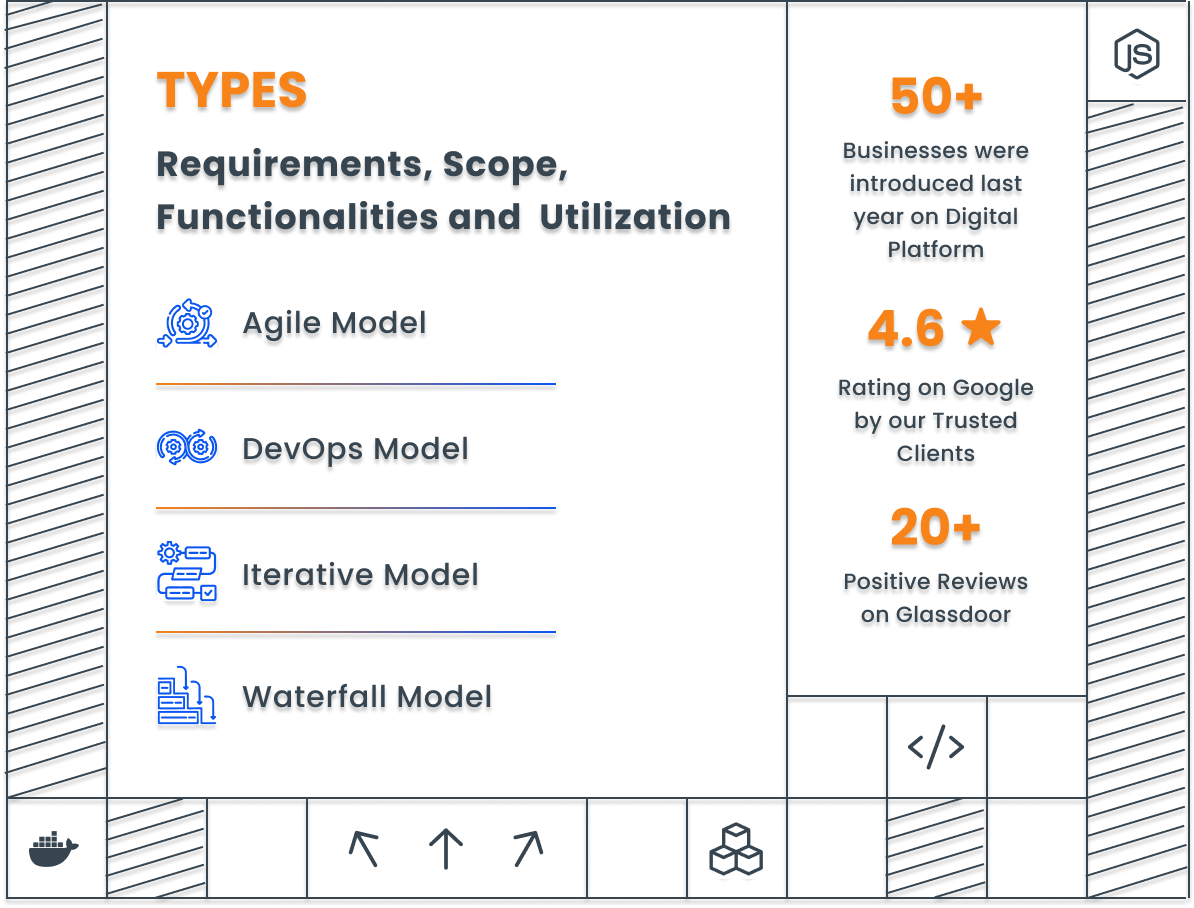 TYPES
Requirements, Scope,
Functionalities and  Utilization
Agile Model
DevOps Model
Iterative Model
Waterfall Model
50+
Businesses were
introduced last
year on Digital
Platform
4.6
Rating on Google
by our Trusted
Clients
20+
Positive Reviews
on Glassdoor
JS
</>